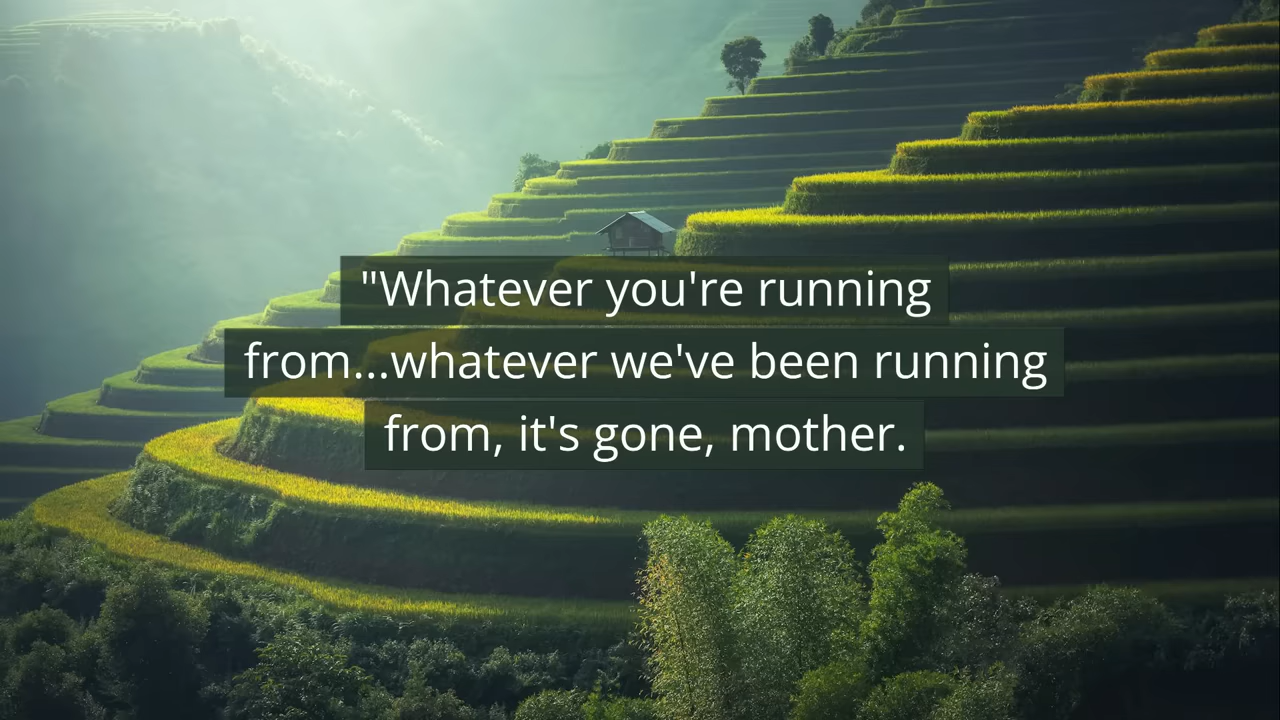 "Whatever you're running
from...whatever we've been running
from, it's gone, mother.